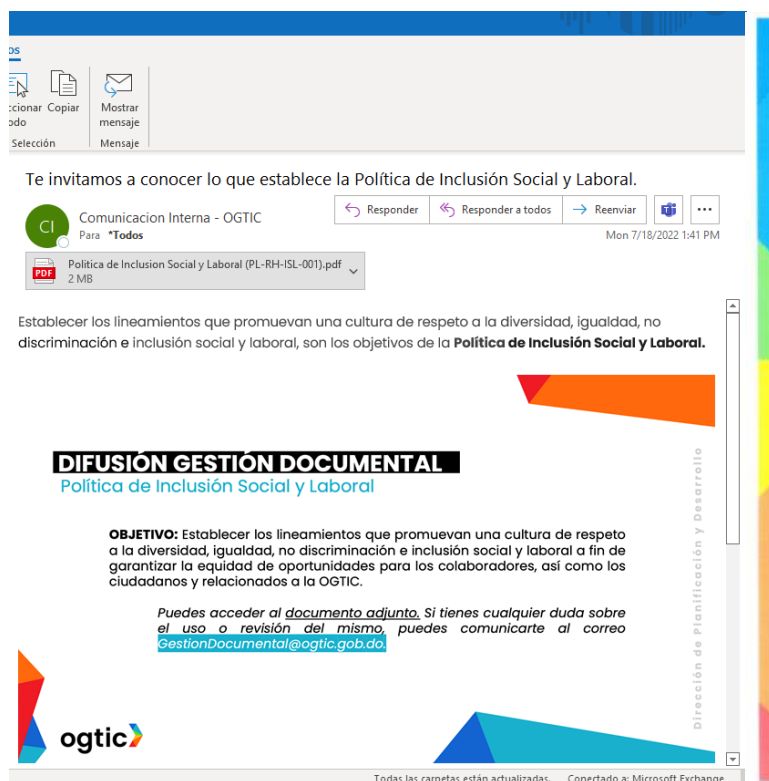 os
ccionar Copiar
odo
Mostrar
mensaje
Selección
Mensaje
Te invitamos a conocer lo que establece la Política de Inclusión Social y Laboral.
CI
Comunicacion Interna - OGTIC
Para *Todos
Responder
Responder a todos
Reenviar
...
Mon 7/18/2022 1:41 PM
PDF
Politica de Inclusion Social y Laboral (PL-RH-ISL-001).pdf
2 MB
Establecer los lineamientos que promuevan una cultura de respeto a la diversidad, igualdad, no
discriminación e inclusión social y laboral, son los objetivos de la Política de Inclusión Social y Laboral.
DIFUSIÓN GESTIÓN DOCUMENTAL
Política de Inclusión Social y Laboral
OBJETIVO: Establecer los lineamientos que promuevan una cultura de respeto
a la diversidad, igualdad, no discriminación e inclusión social y laboral a fin de
garantizar la equidad de oportunidades para los colaboradores, así como los
ciudadanos y relacionados a la OGTIC.
Puedes acceder al documento adjunto. Si tienes cualquier duda sobre
el uso o revisión del mismo, puedes comunicarte al correo
GestionDocumental@ogtic.gob.do.
Dirección de Planificación y Desarrollo
ogtic
Todas las carpetas están actualizadas.
Conectado a: Microsoft Exchange